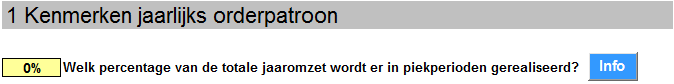 1 Kenmerken jaarlijks orderpatroon
0% Welk percentage van de totale jaaromzet wordt er in piekperioden gerealiseerd? Info